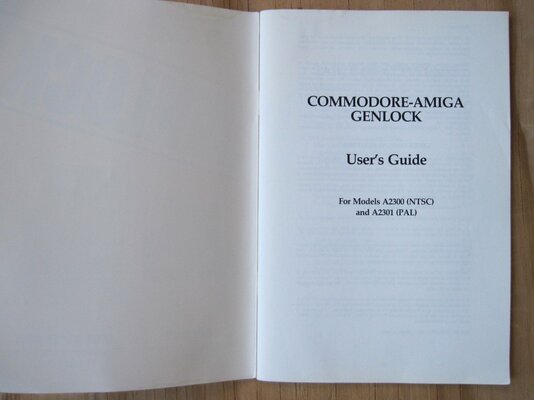 COMMODORE-AMIGA
GENLOCK
User's Guide
For Models A2300 (NTSC)
and A2301 (PAL)